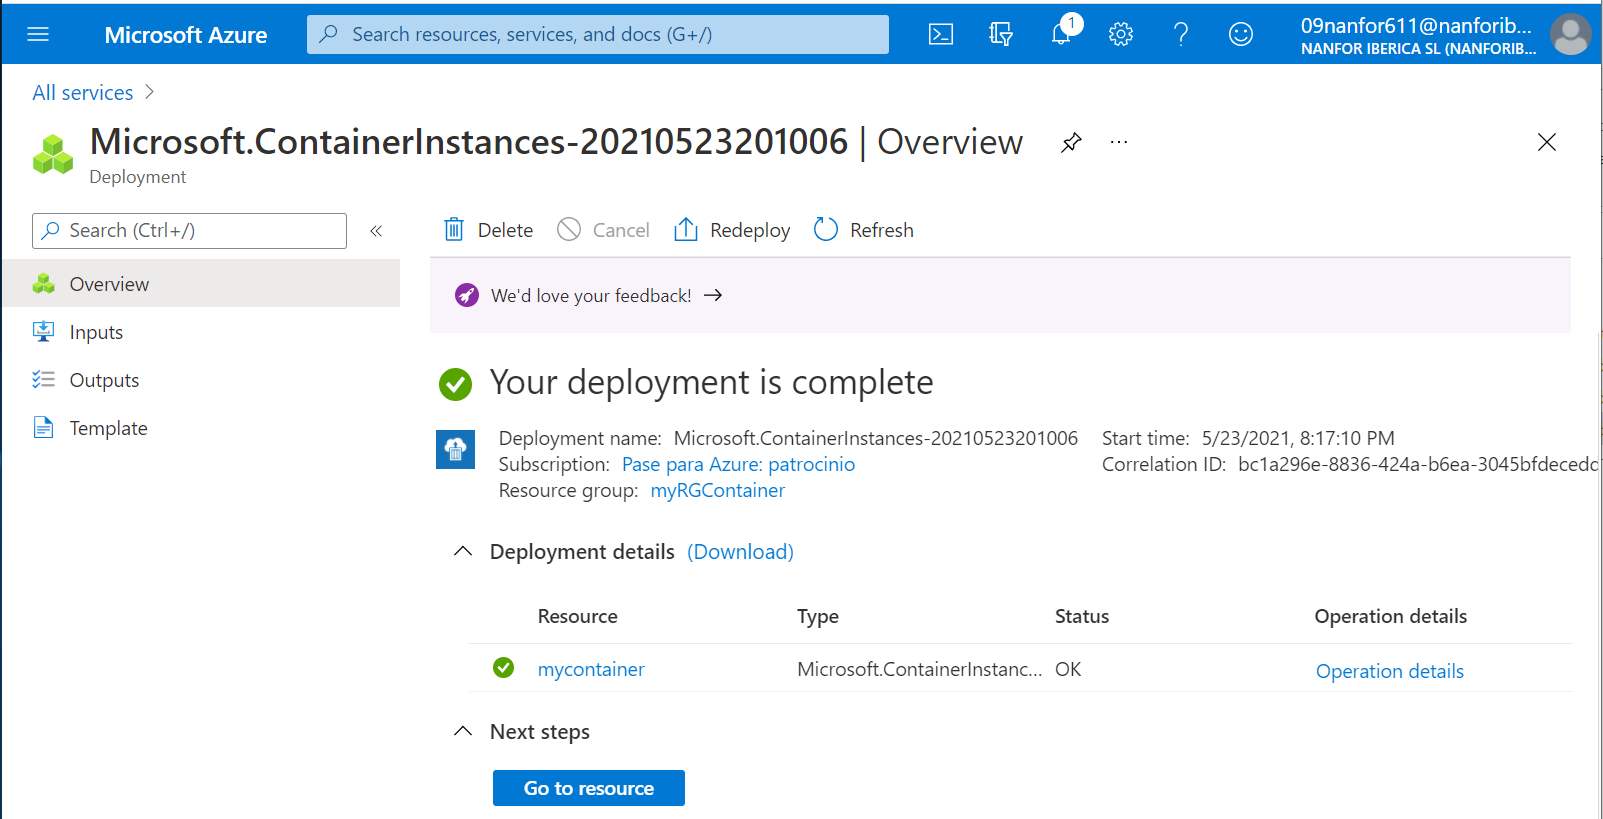 Microsoft Azure
Search resources, services, and docs (G+/)
1
09nanfor611@nanforib...
NANFOR IBERICA SL (NANFORIB...
All services
Microsoft.ContainerInstances-20210523201006 | Overview
Deployment
Search (Ctrl+/)
Overview
Inputs
Outputs
Template
Delete
Cancel
Redeploy
Refresh
We'd love your feedback!
Your deployment is complete
Deployment name: Microsoft.ContainerInstances-20210523201006
Subscription: Pase para Azure: patrocinio
Resource group: myRGContainer
Start time: 5/23/2021, 8:17:10 PM
Correlation ID: bc1a296e-8836-424a-b6ea-3045bfdecedc
Deployment details (Download)
Resource Type Status Operation details
mycontainer Microsoft.ContainerInstanc... OK Operation details
Next steps
Go to resource